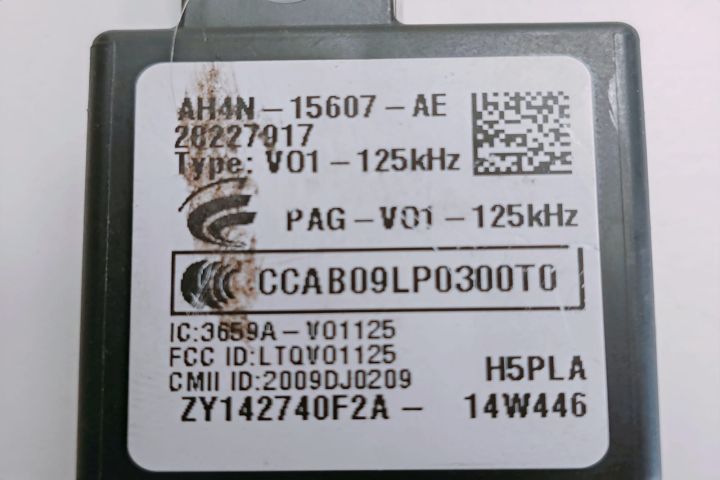 AH4N-15607-AE
28227917
Type: V01-125kHz
PAG-V01-125kHz
CCAB09LP0300T0
IC:3659A-V01125
FCC ID:LTQV01125
CMII ID:2009DJ0209
H5PLA
ZY142740F2A- 14W446